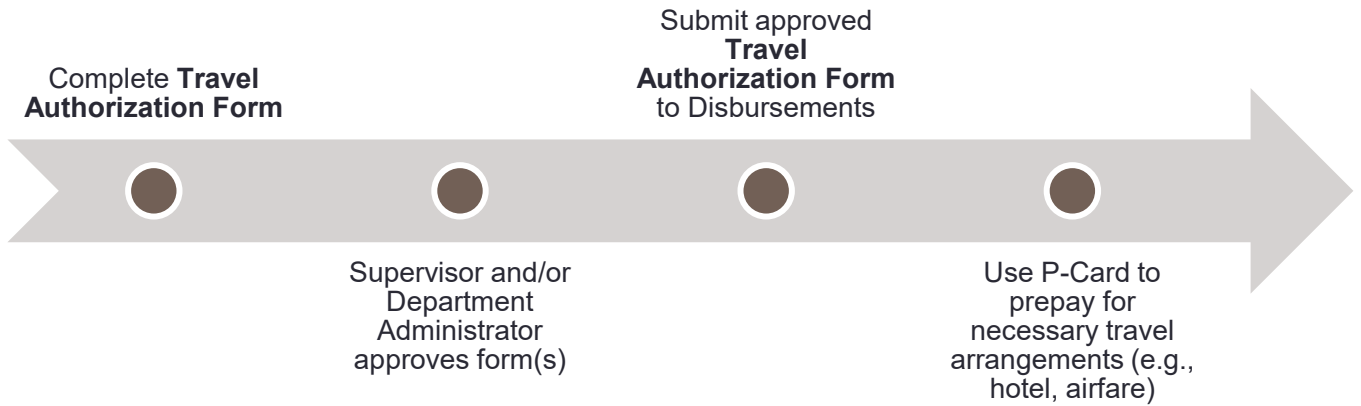 Complete Travel
Authorization Form
Supervisor and/or
Department
Administrator
approves form(s)
Submit approved
Travel
Authorization Form
to Disbursements
Use P-Card to
prepay for
necessary travel
arrangements (e.g.,
hotel, airfare)